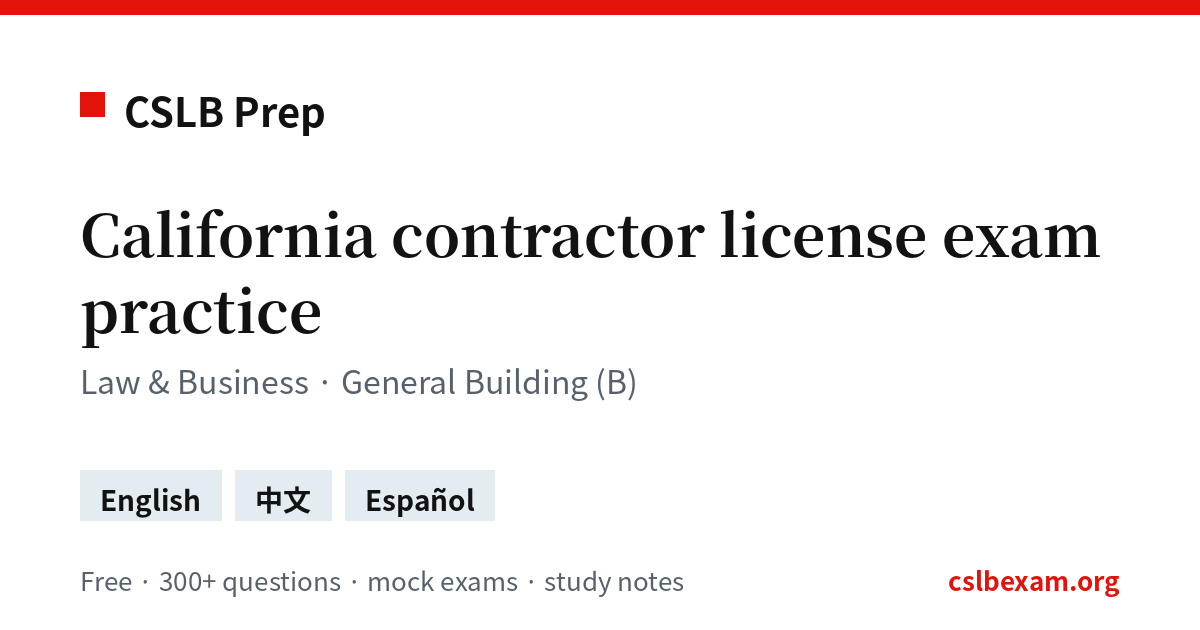 CSLB Prep
California contractor license exam
practice
Law & Business · General Building (B)
English 中文 Español
Free · 300+ questions · mock exams · study notes cslbexam.org